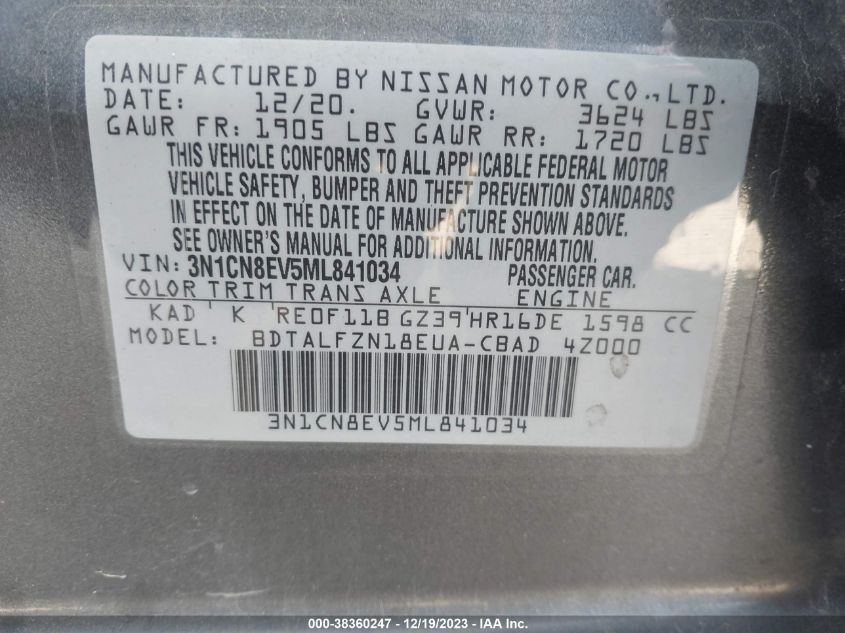 MANUFACTURED BY NISSAN MOTOR CO.,LTD.
DATE: 12/20. GVWR: 3624 LBS
GAWR FR: 1905 LBS GAWR RR: 1720 LBS
THIS VEHICLE CONFORMS TO ALL APPLICABLE FEDERAL MOTOR
VEHICLE SAFETY, BUMPER AND THEFT PREVENTION STANDARDS
IN EFFECT ON THE DATE OF MANUFACTURE SHOWN ABOVE.
SEE OWNER'S MANUAL FOR ADDITIONAL INFORMATION.
VIN: 3N1CN8EV5ML841034 PASSENGER CAR.
COLOR TRIM TRANS AXLE ENGINE
KAD K RE0F11B GZ39 HR16DE 1598 CC
MODEL: BDTALFZN18EUA-CBAD 4Z000
3N1CN8EV5ML841034
000-38360247 - 12/19/2023 - IAA Inc.